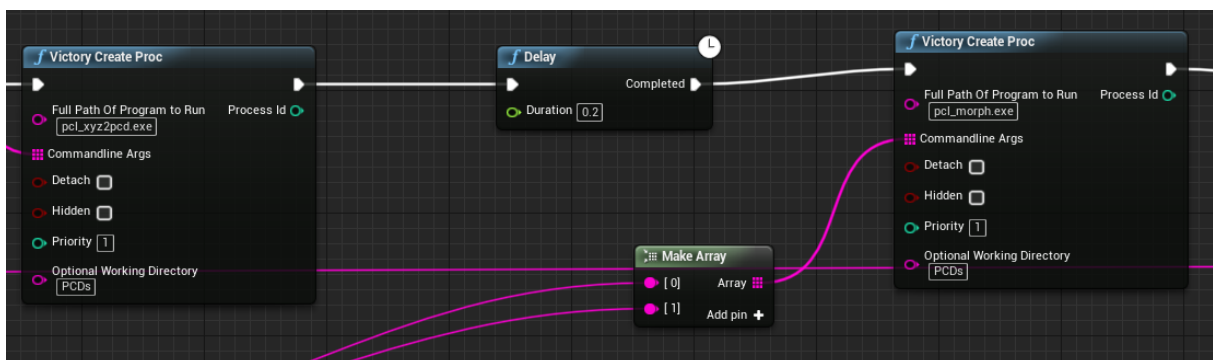 Victory Create Proc
Full Path Of Program to Run
Process Id
pcl_xyz2pcd.exe
Commandline Args
Detach
Hidden
Priority 1
Optional Working Directory
PCDs
Delay
Completed
Duration 0.2
Make Array
[ 0]
Array
[ 1]
Add pin
Victory Create Proc
Full Path Of Program to Run
Process Id
pcl_morph.exe
Commandline Args
Detach
Hidden
Priority 1
Optional Working Directory
PCDs